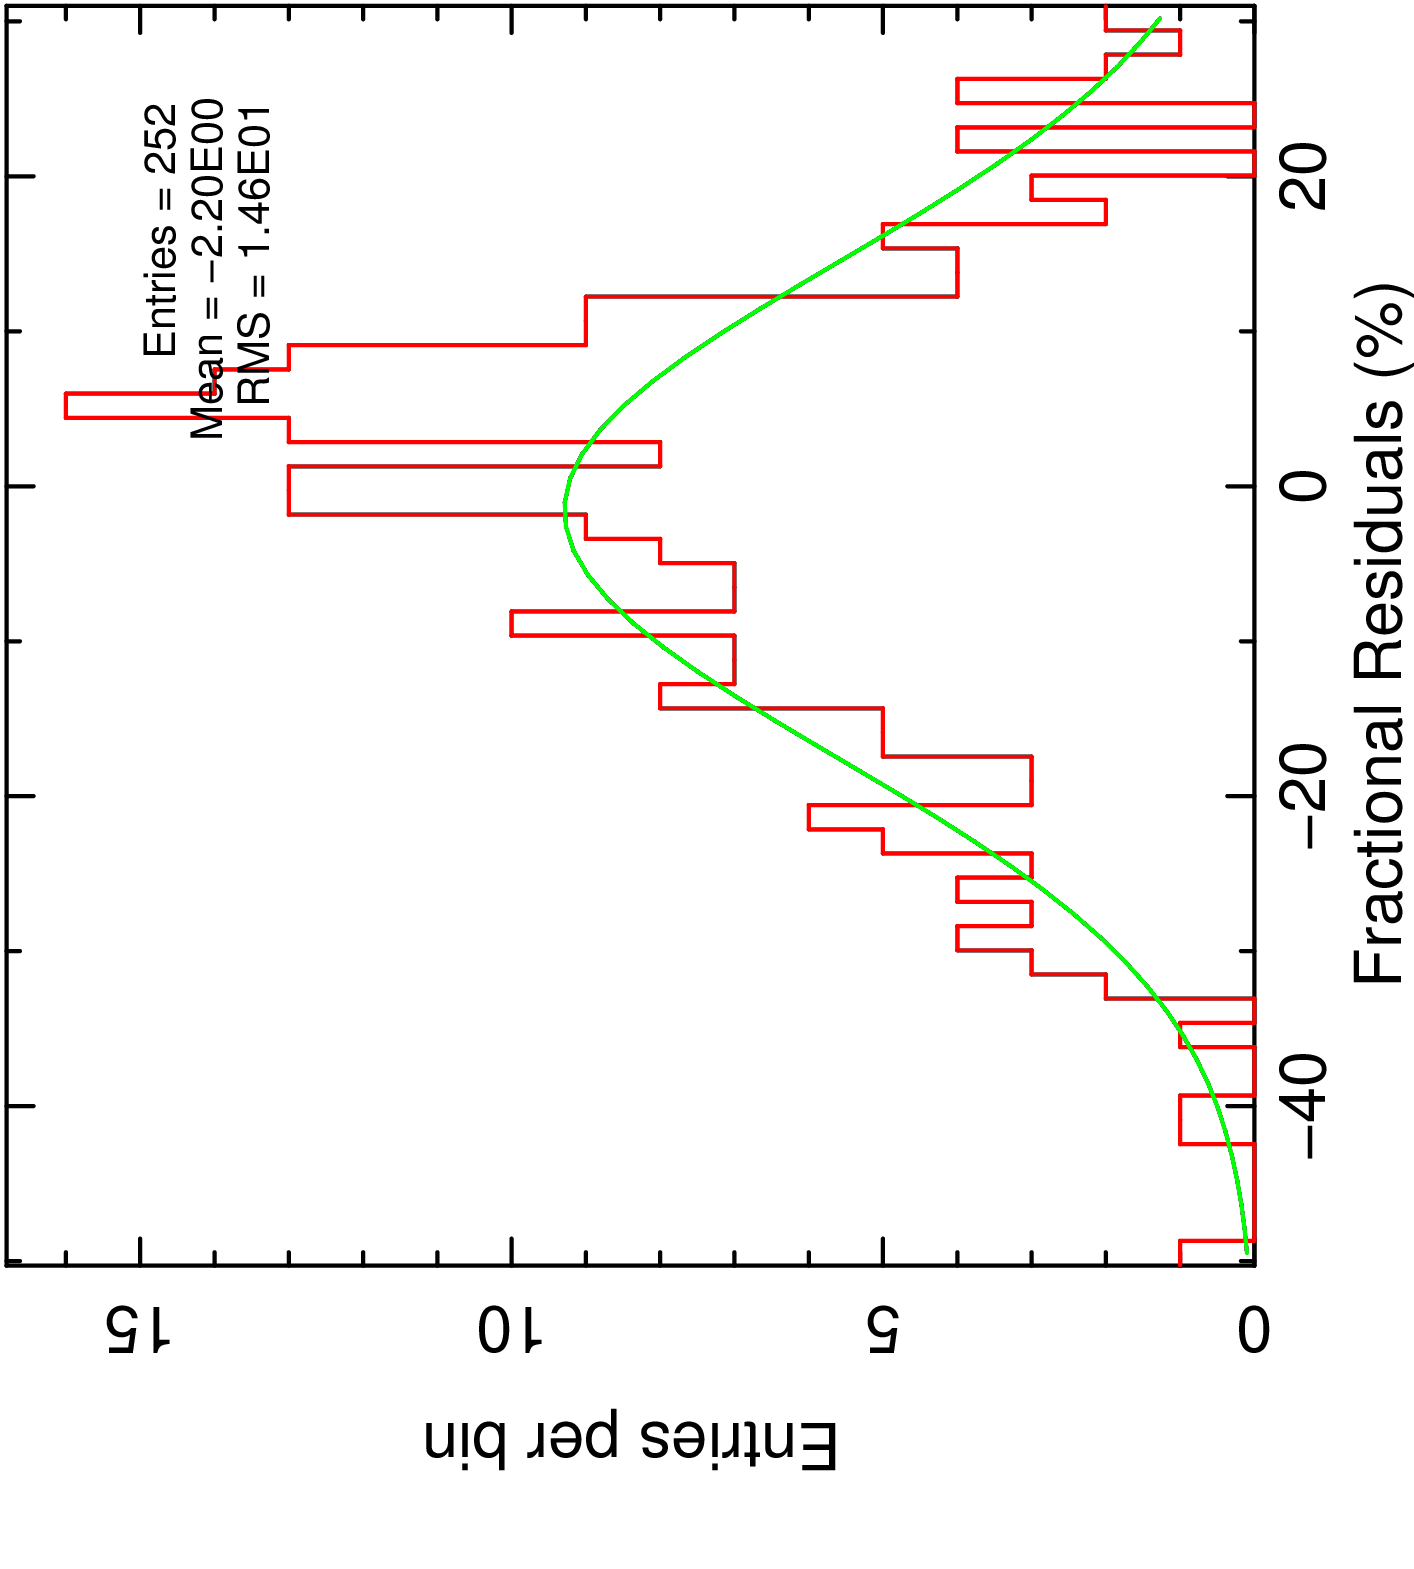 Entries = 252
Mean = −2.20E00
RMS = 1.46E01
Entries per bin
0
5
10
15
−40
−20
0
20
Fractional Residuals (%)